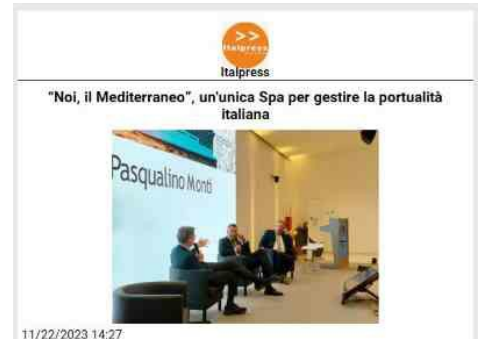 >>
Italpress
Italpress
"Noi, il Mediterraneo", un'unica Spa per gestire la portualità
italiana
Pasqualino Monti
11/22/2023 14:27